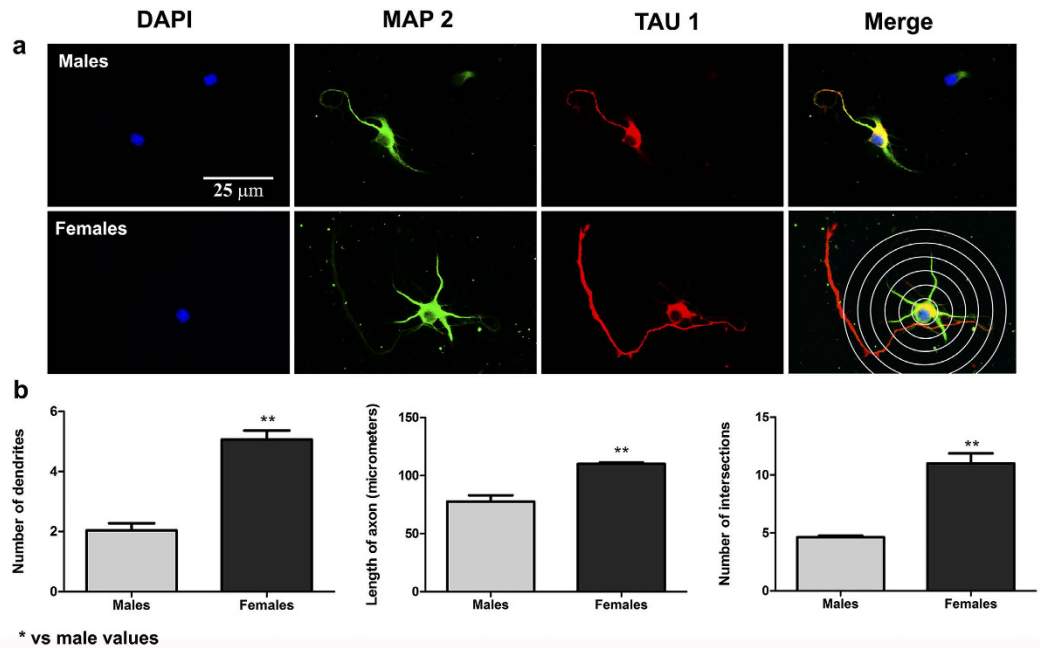 DAPI MAP 2 TAU 1 Merge
a
Males
25 μm
Females
b
Number of dendrites
6
4
2
0
**
Males Females
Length of axon (micrometers)
150
100
50
0
**
Males Females
Number of intersections
15
10
5
0
**
Males Females
* vs male values